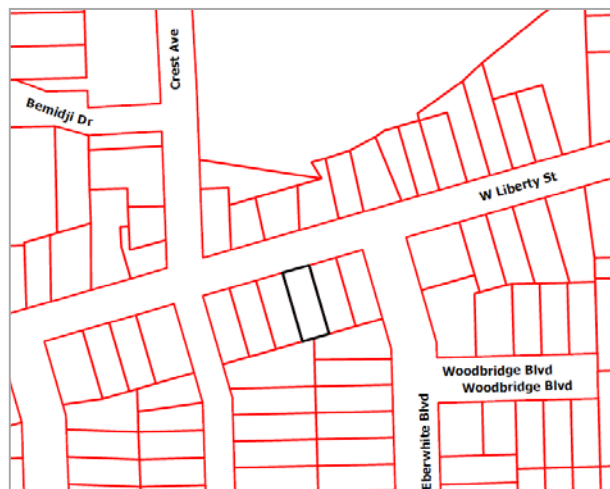 Crest Ave
Bemidji Dr
W Liberty St
Woodbridge Blvd
Woodbridge Blvd
Eberwhite Blvd